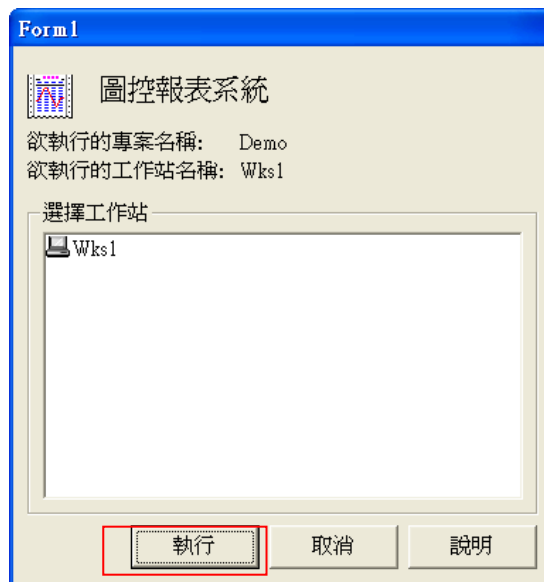 Form1
圖控報表系統
欲執行的專案名稱: Demo
欲執行的工作站名稱: Wks1
選擇工作站
Wks1
執行 取消 說明